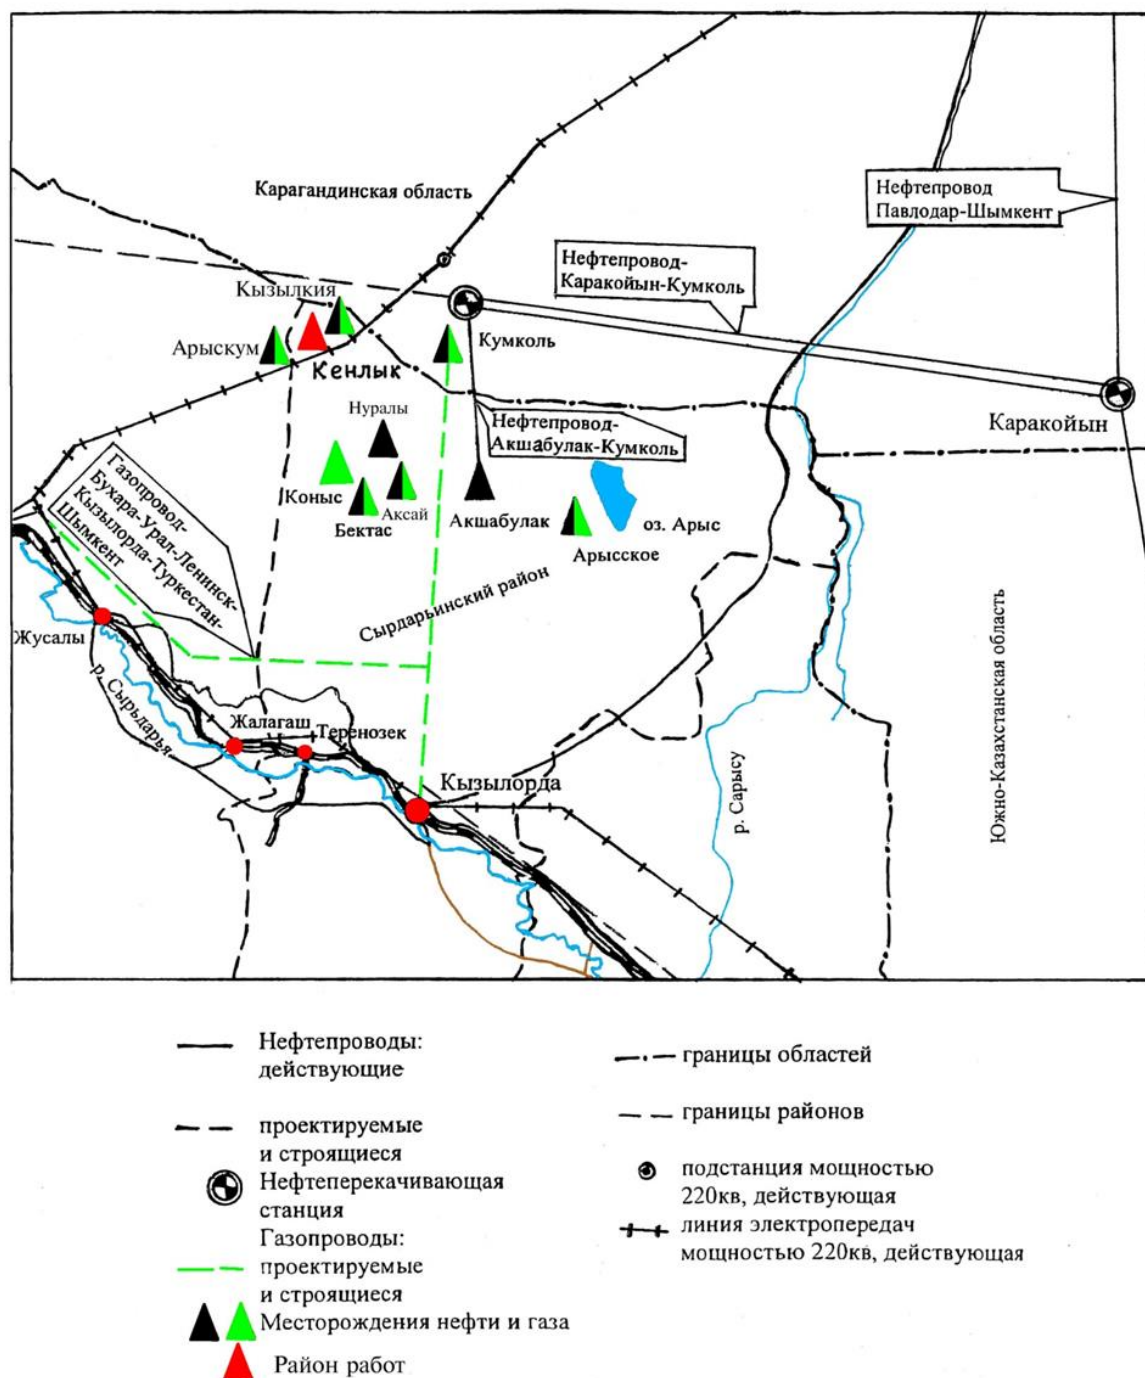 Карагандинская область
Нефтепровод
Павлодар-Шымкент
Нефтепровод-
Каракойын-Кумколь
Кызылкия
Арыскум
Кенлык
Кумколь
Каракойын
Нуралы
Нефтепровод-
Акшабулак-Кумколь
Газопровод-
Бухара-Урал-Ленинск-
Кызылорда-Туркестан-
Шымкент
Коныс
Бектас
Аксай
Акшабулак
оз. Арыс
Арысское
Сырдарьинский район
Жусалы
р. Сырьдарья
Жалагаш
Теренозек
Кызылорда
р. Сарысу
Южно-Казахстанская область
Нефтепроводы:
действующие
проектируемые
и строящиеся
Нефтеперекачивающая
станция
Газопроводы:
проектируемые
и строящиеся
Месторождения нефти и газа
Район работ
границы областей
границы районов
подстанция мощностью
220кв, действующая
линия электропередач
мощностью 220кв, действующая